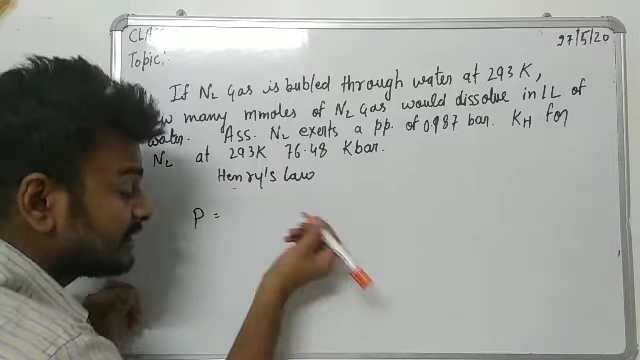 CLA
27/5/20
Topic:
If N₂ Gas is bubled through water at 293 K,
w many mmoles of N₂ Gas would dissolve in 1L of
water. Ass. N₂ exerts a pp. of 0.987 bar. K_H for
N₂ at 293K 76.48 Kbar.
Henry's law
P =